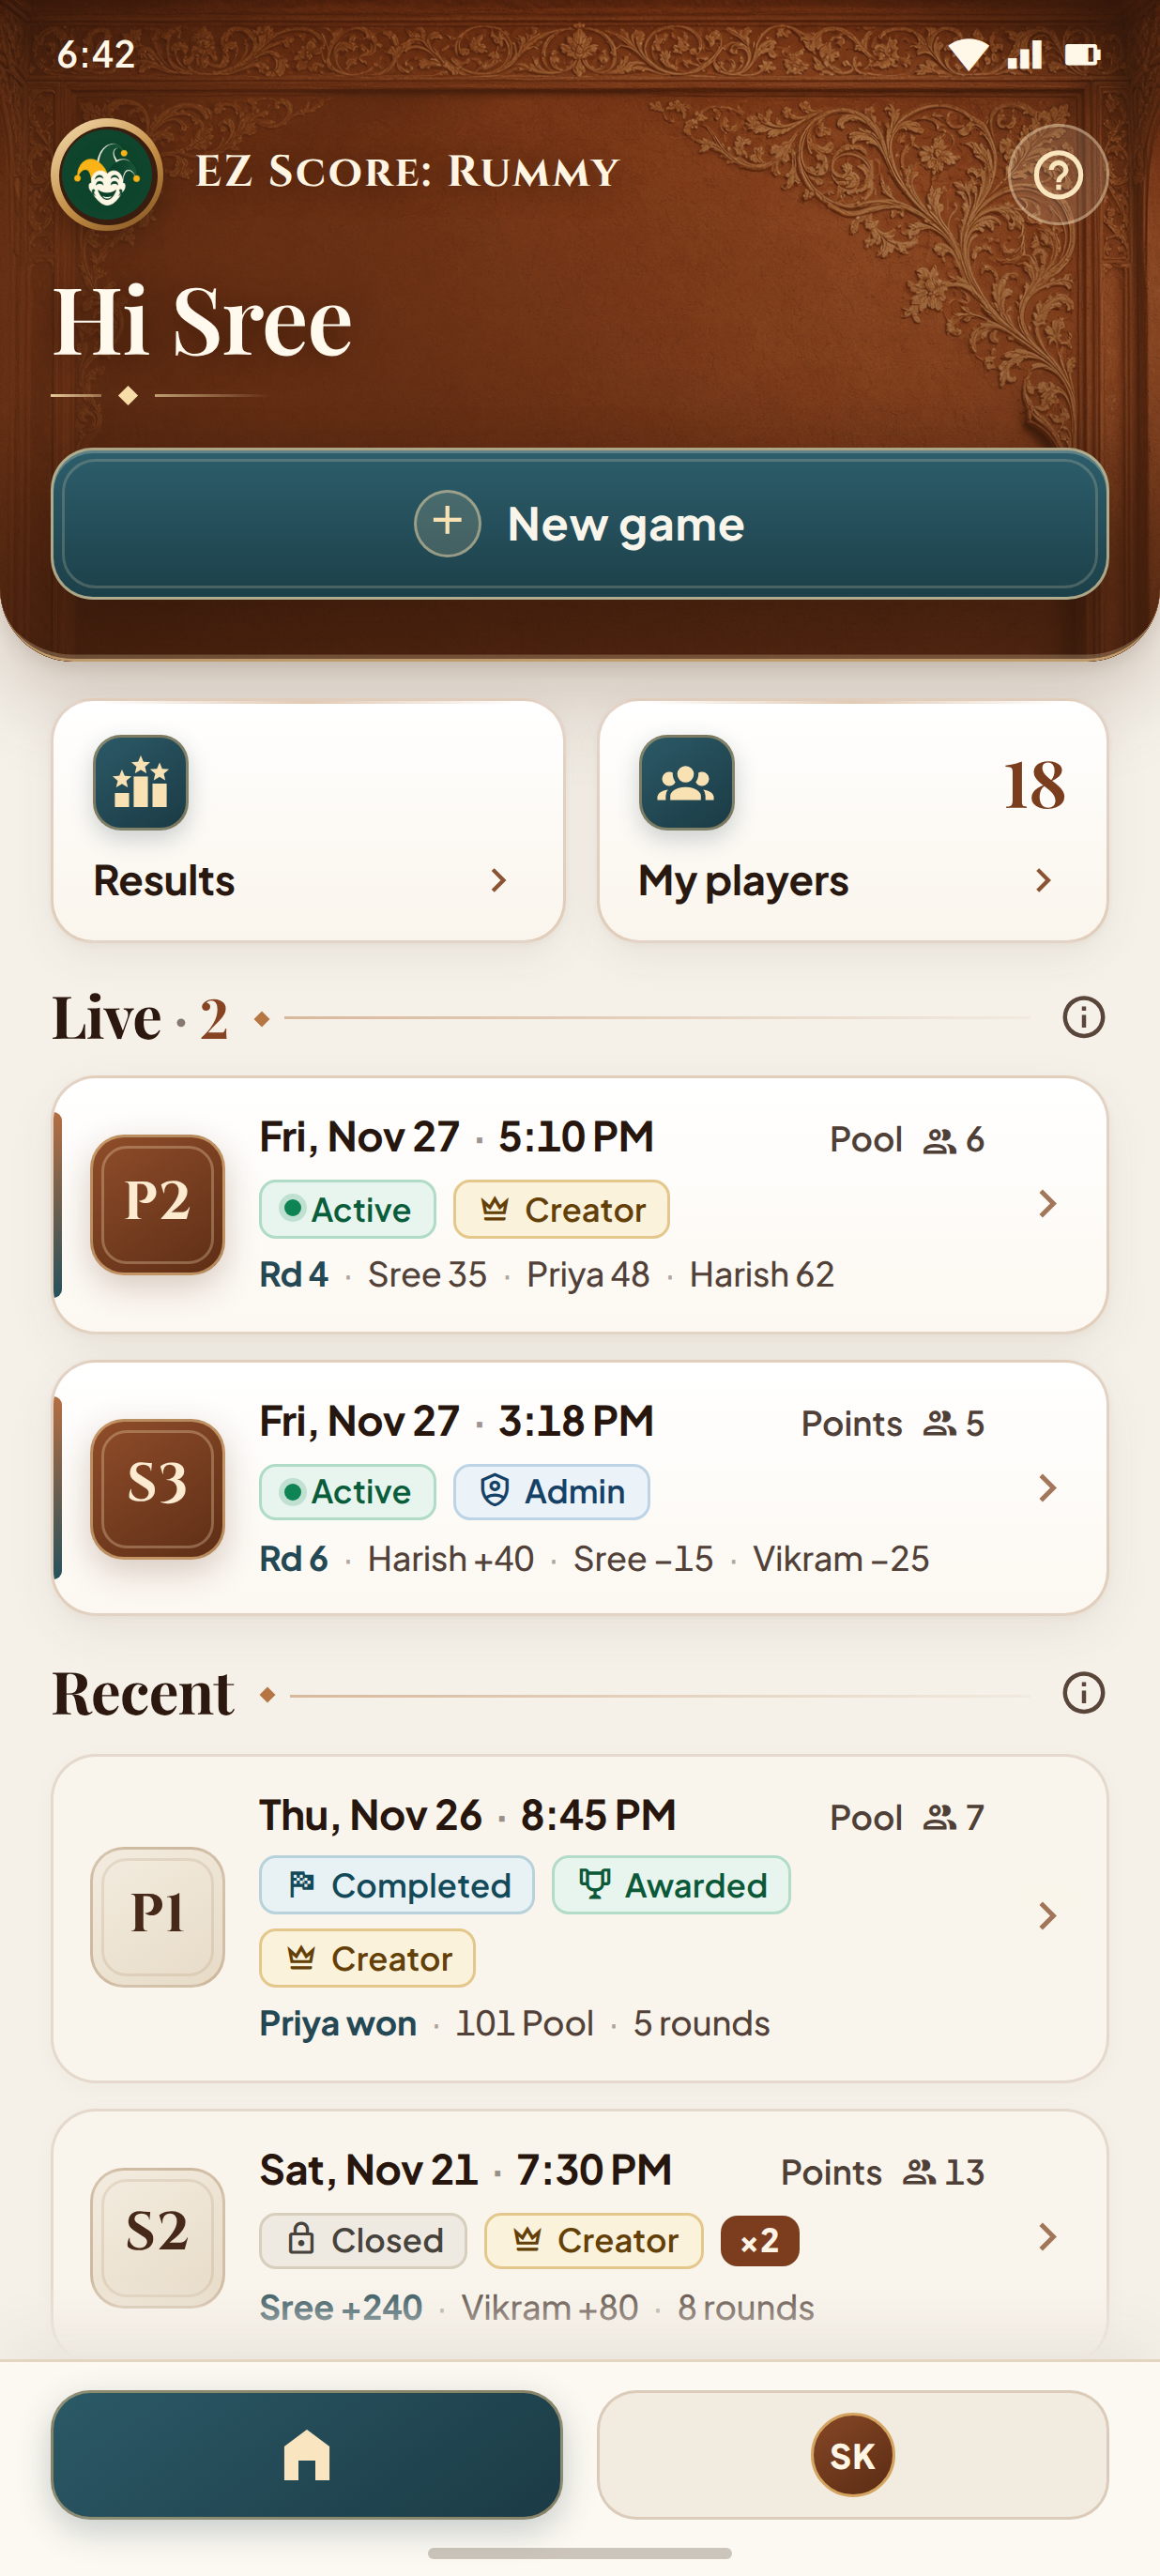 6:42
EZ Score: Rummy
Hi Sree
New game
18
Results
My players
Live · 2
P2
Fri, Nov 27 · 5:10 PM
Pool 6
Active
Creator
Rd 4 · Sree 35 · Priya 48 · Harish 62
S3
Fri, Nov 27 · 3:18 PM
Points 5
Active
Admin
Rd 6 · Harish +40 · Sree −15 · Vikram −25
Recent
P1
Thu, Nov 26 · 8:45 PM
Pool 7
Completed
Awarded
Creator
Priya won · 101 Pool · 5 rounds
S2
Sat, Nov 21 · 7:30 PM
Points 13
Closed
Creator
×2
Sree +240 · Vikram +80 · 8 rounds
SK